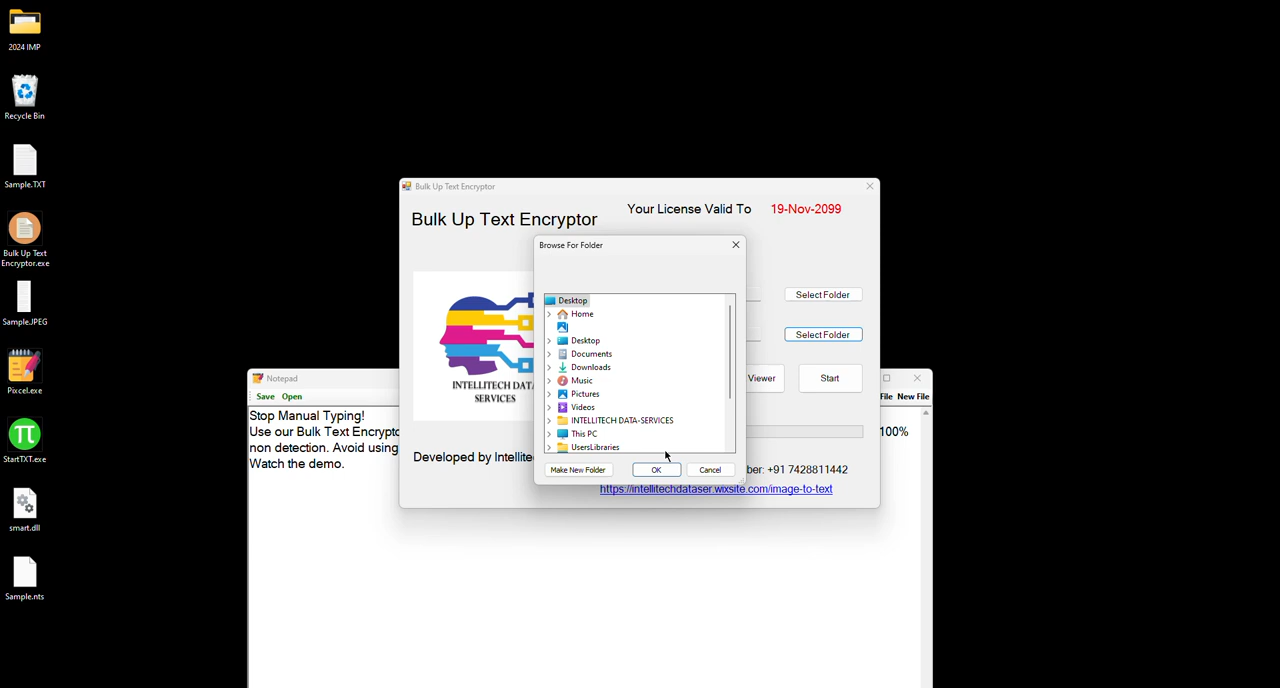 2024 IMP
Recycle Bin
Sample.TXT
Bulk Up Text
Encryptor.exe
Sample.JPEG
Pixcel.exe
StartTXT.exe
smart.dll
Sample.nts
Bulk Up Text Encryptor
Bulk Up Text Encryptor
Your License Valid To 19-Nov-2099
INTELLITECH DAT
SERVICES
Developed by Intellite
Select Folder
Select Folder
Viewer
Start
ber: +91 7428811442
https://intellitechdataser.wixsite.com/image-to-text
Browse For Folder
Desktop
Home
Desktop
Documents
Downloads
Music
Pictures
Videos
INTELLITECH DATA-SERVICES
This PC
UsersLibraries
Make New Folder
OK
Cancel
Notepad
Save Open
File New File
Stop Manual Typing!
Use our Bulk Text Encrypto
non detection. Avoid using
Watch the demo.
100%